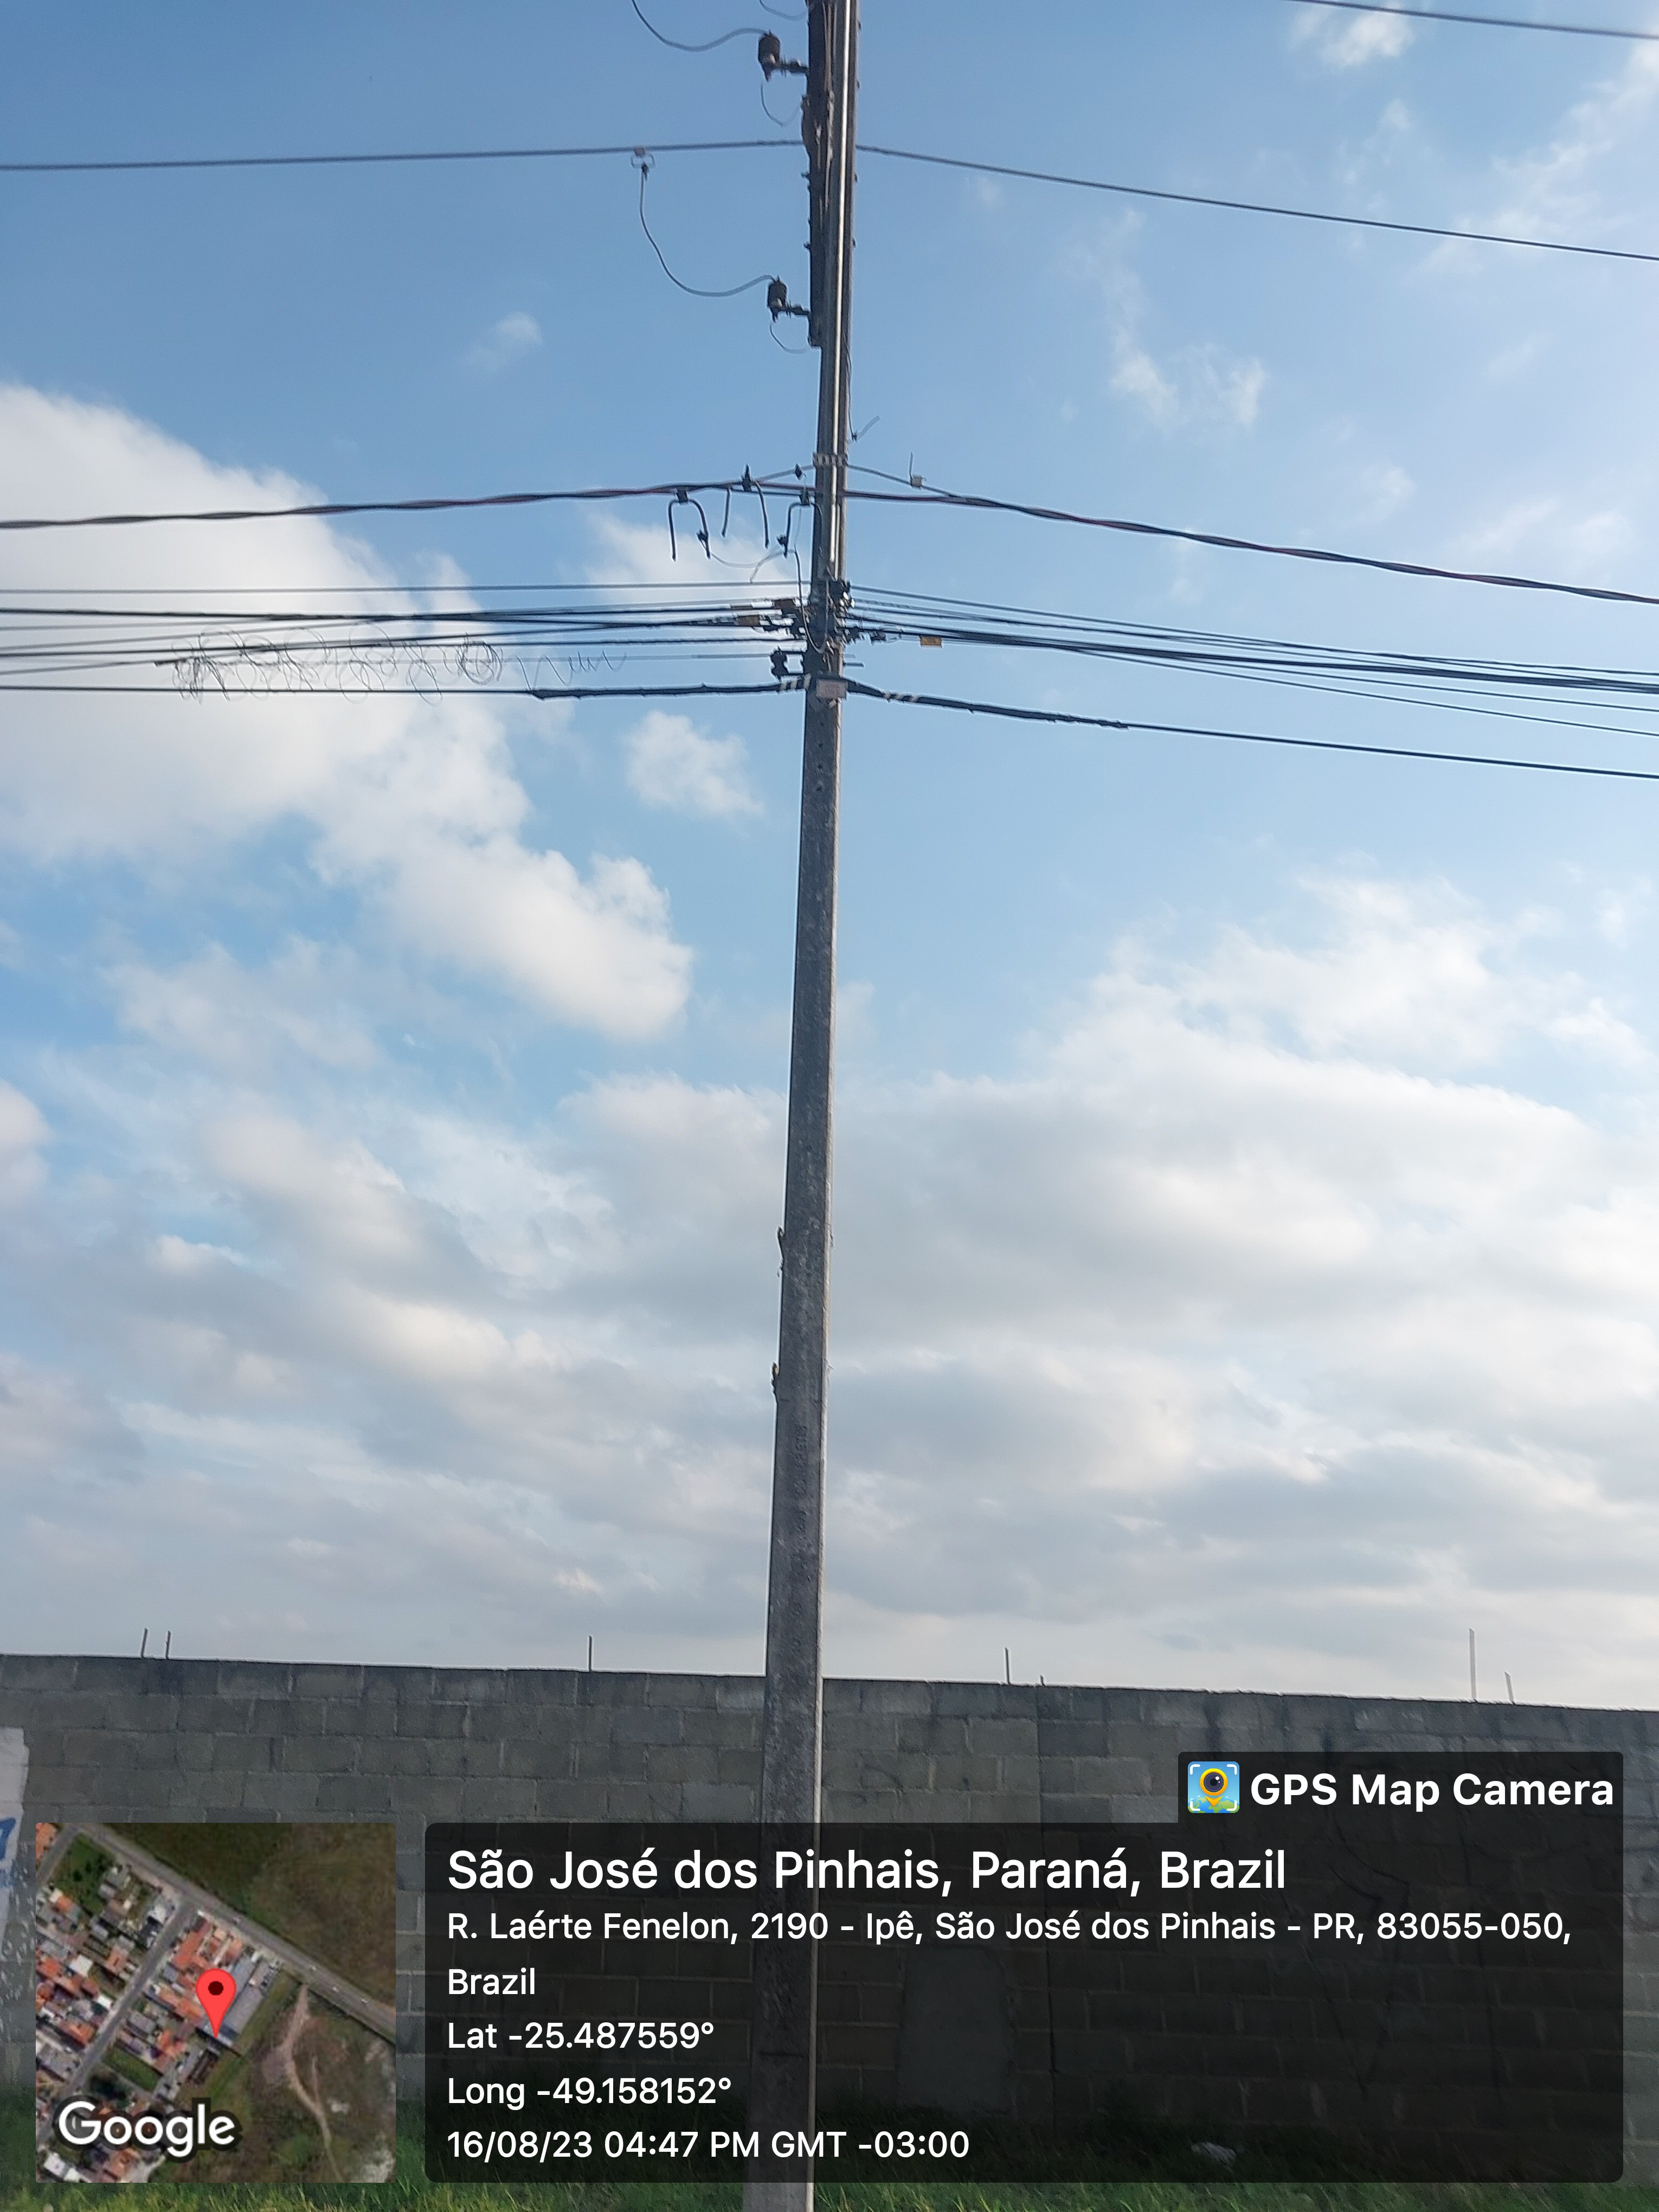 GPS Map Camera
São José dos Pinhais, Paraná, Brazil
R. Laérte Fenelon, 2190 - Ipê, São José dos Pinhais - PR, 83055-050,
Brazil
Lat -25.487559°
Long -49.158152°
16/08/23 04:47 PM GMT -03:00
Google